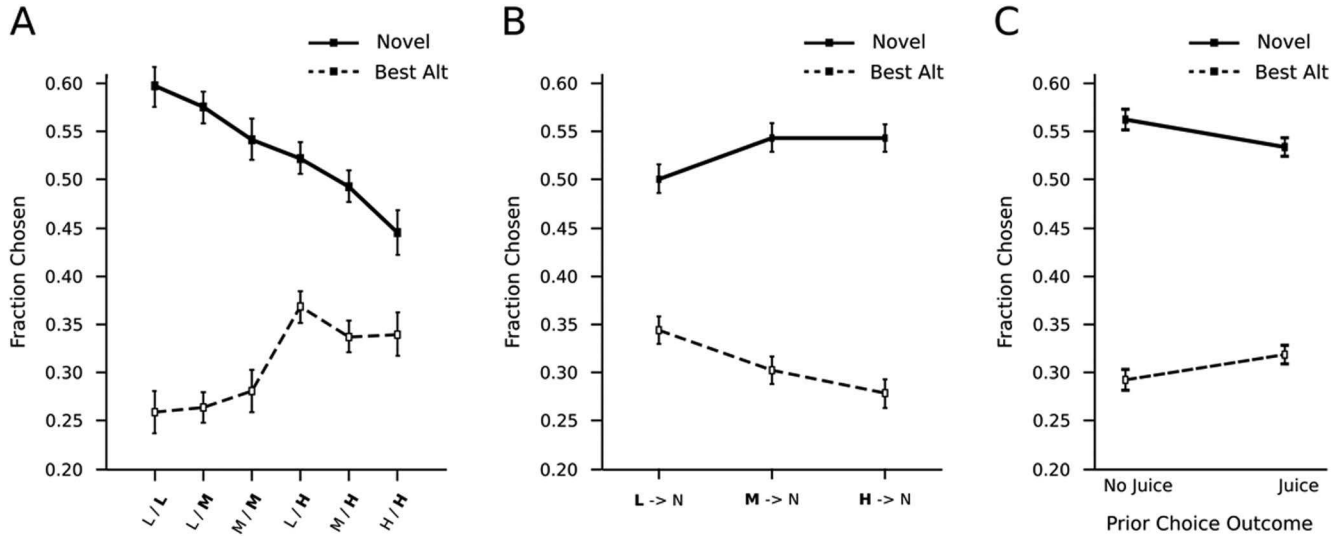 A
Novel
Best Alt
Fraction Chosen
0.60
0.55
0.50
0.45
0.40
0.35
0.30
0.25
0.20
L / L
L / M
M / M
L / H
M / H
H / H
B
Novel
Best Alt
Fraction Chosen
0.60
0.55
0.50
0.45
0.40
0.35
0.30
0.25
0.20
L -> N
M -> N
H -> N
C
Novel
Best Alt
Fraction Chosen
0.60
0.55
0.50
0.45
0.40
0.35
0.30
0.25
0.20
No Juice
Juice
Prior Choice Outcome